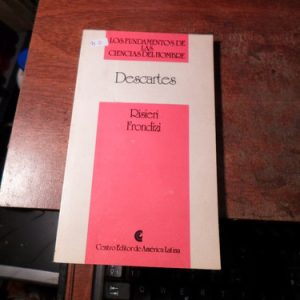 LOS FUNDAMENTOS DE
LAS
CIENCIAS DEL HOMBRE
Descartes
Risieri
Frondizi
Centro Editor de América Latina